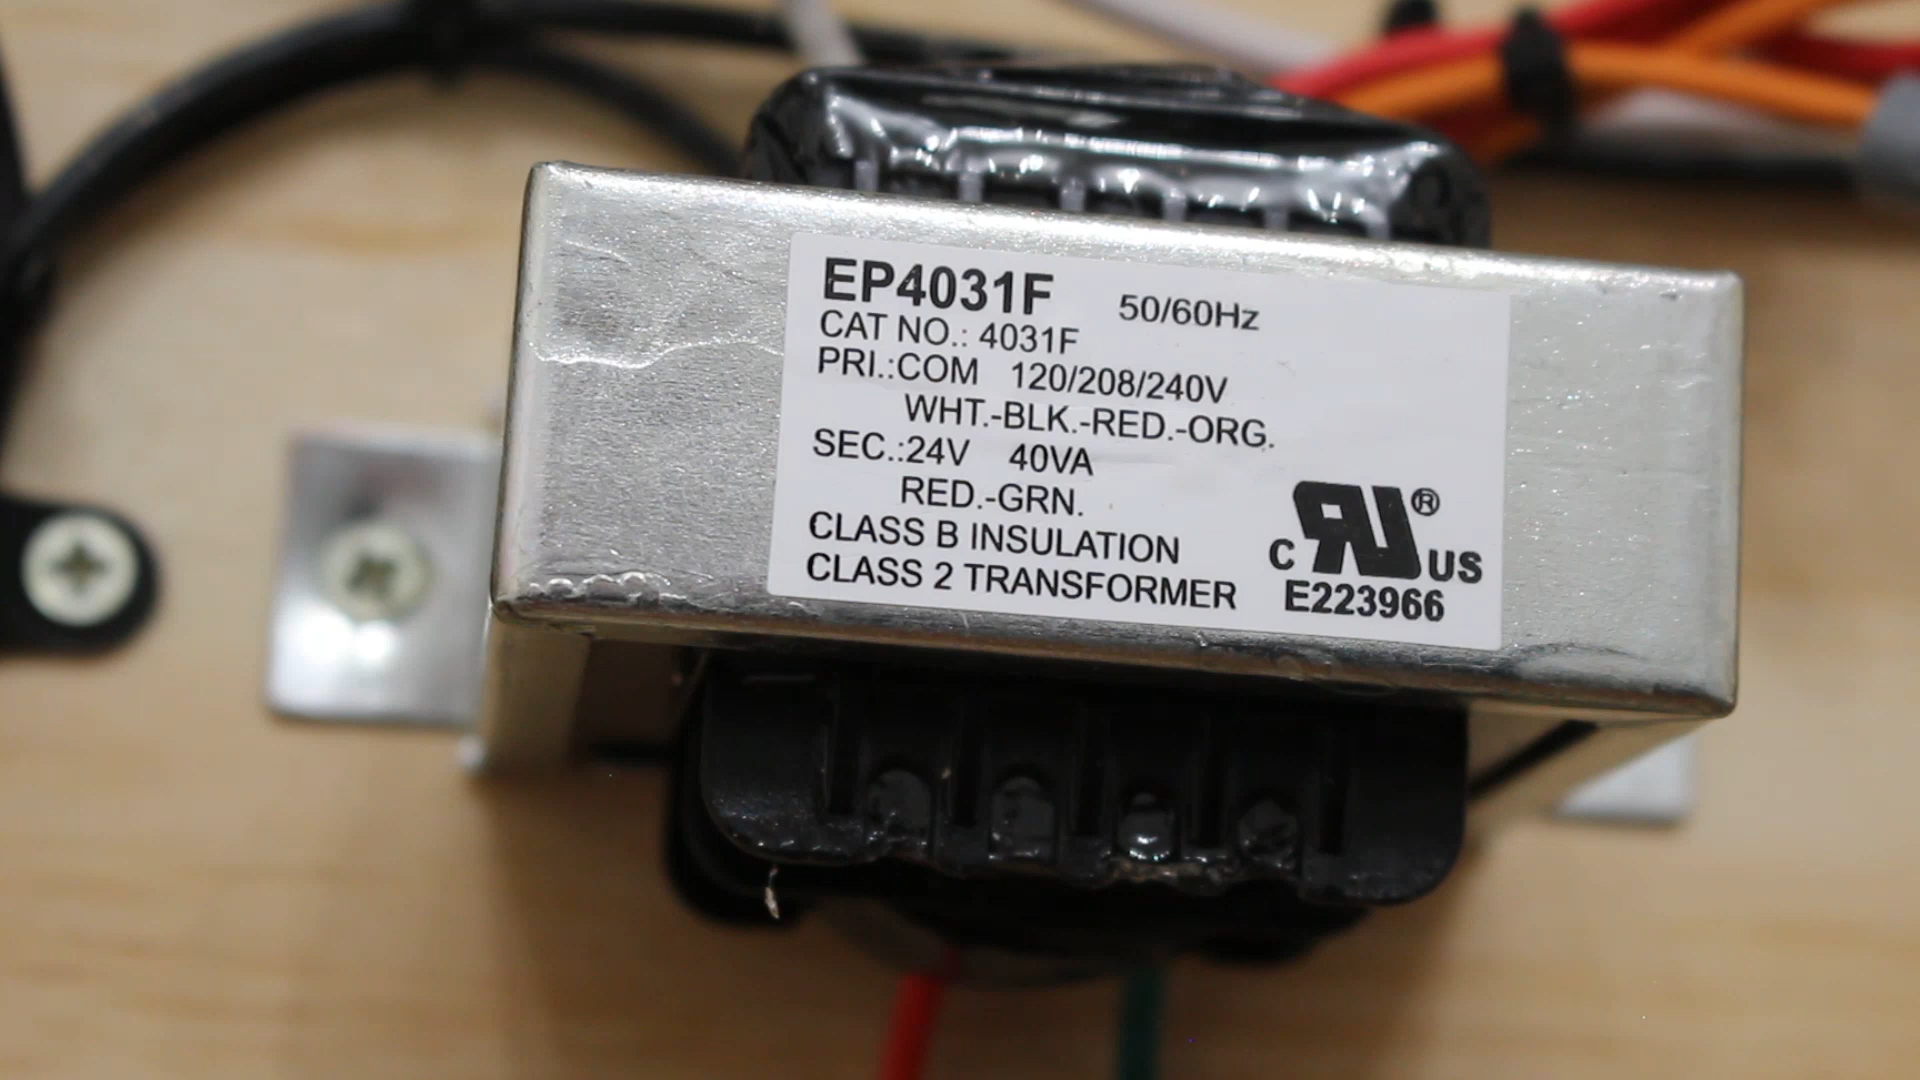 EP4031F 50/60Hz
CAT NO.: 4031F
PRI.:COM 120/208/240V
WHT.-BLK.-RED.-ORG.
SEC.:24V 40VA
RED.-GRN.
CLASS B INSULATION
CLASS 2 TRANSFORMER
C RU® US
E223966